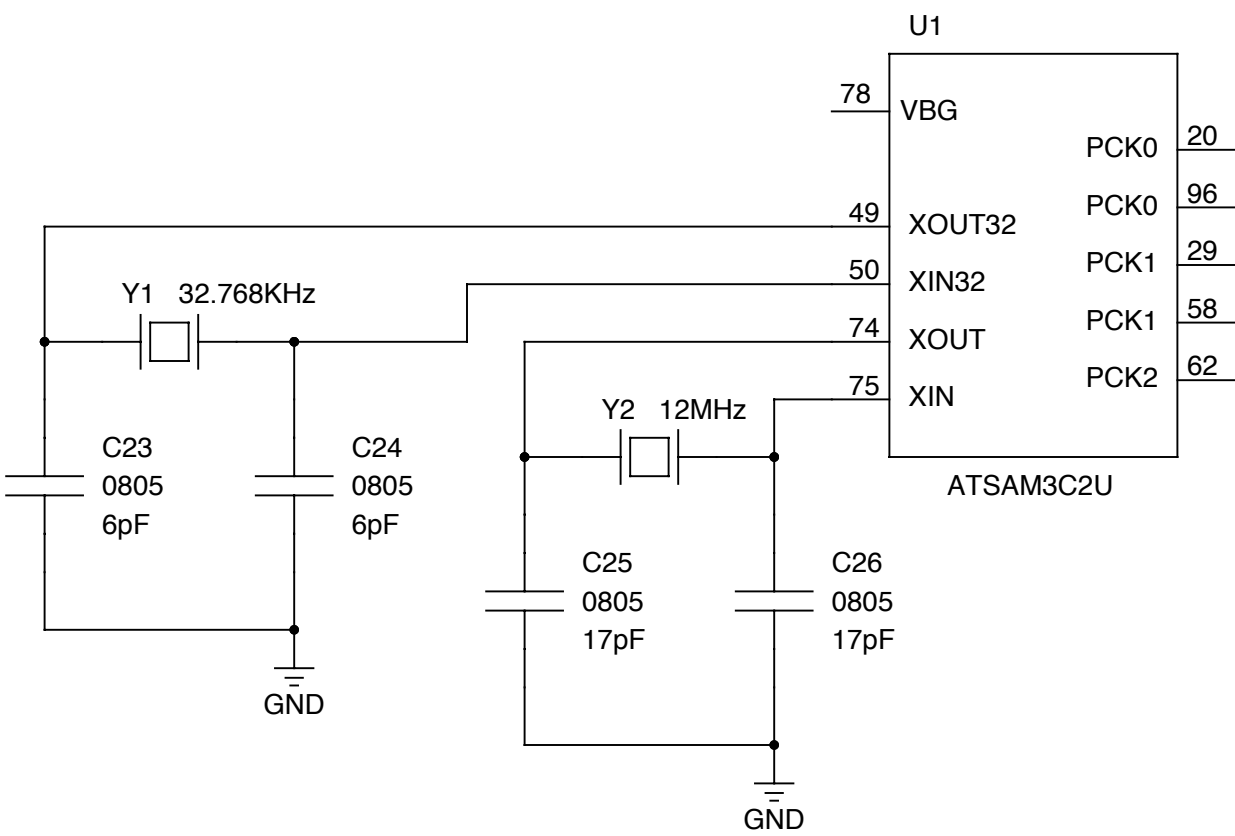 U1
78
VBG
PCK0
20
PCK0
96
49
XOUT32
PCK1
29
50
XIN32
Y1 32.768KHz
PCK1
58
74
XOUT
PCK2
62
75
XIN
Y2 12MHz
C23
0805
6pF
C24
0805
6pF
ATSAM3C2U
C25
0805
17pF
C26
0805
17pF
GND
GND